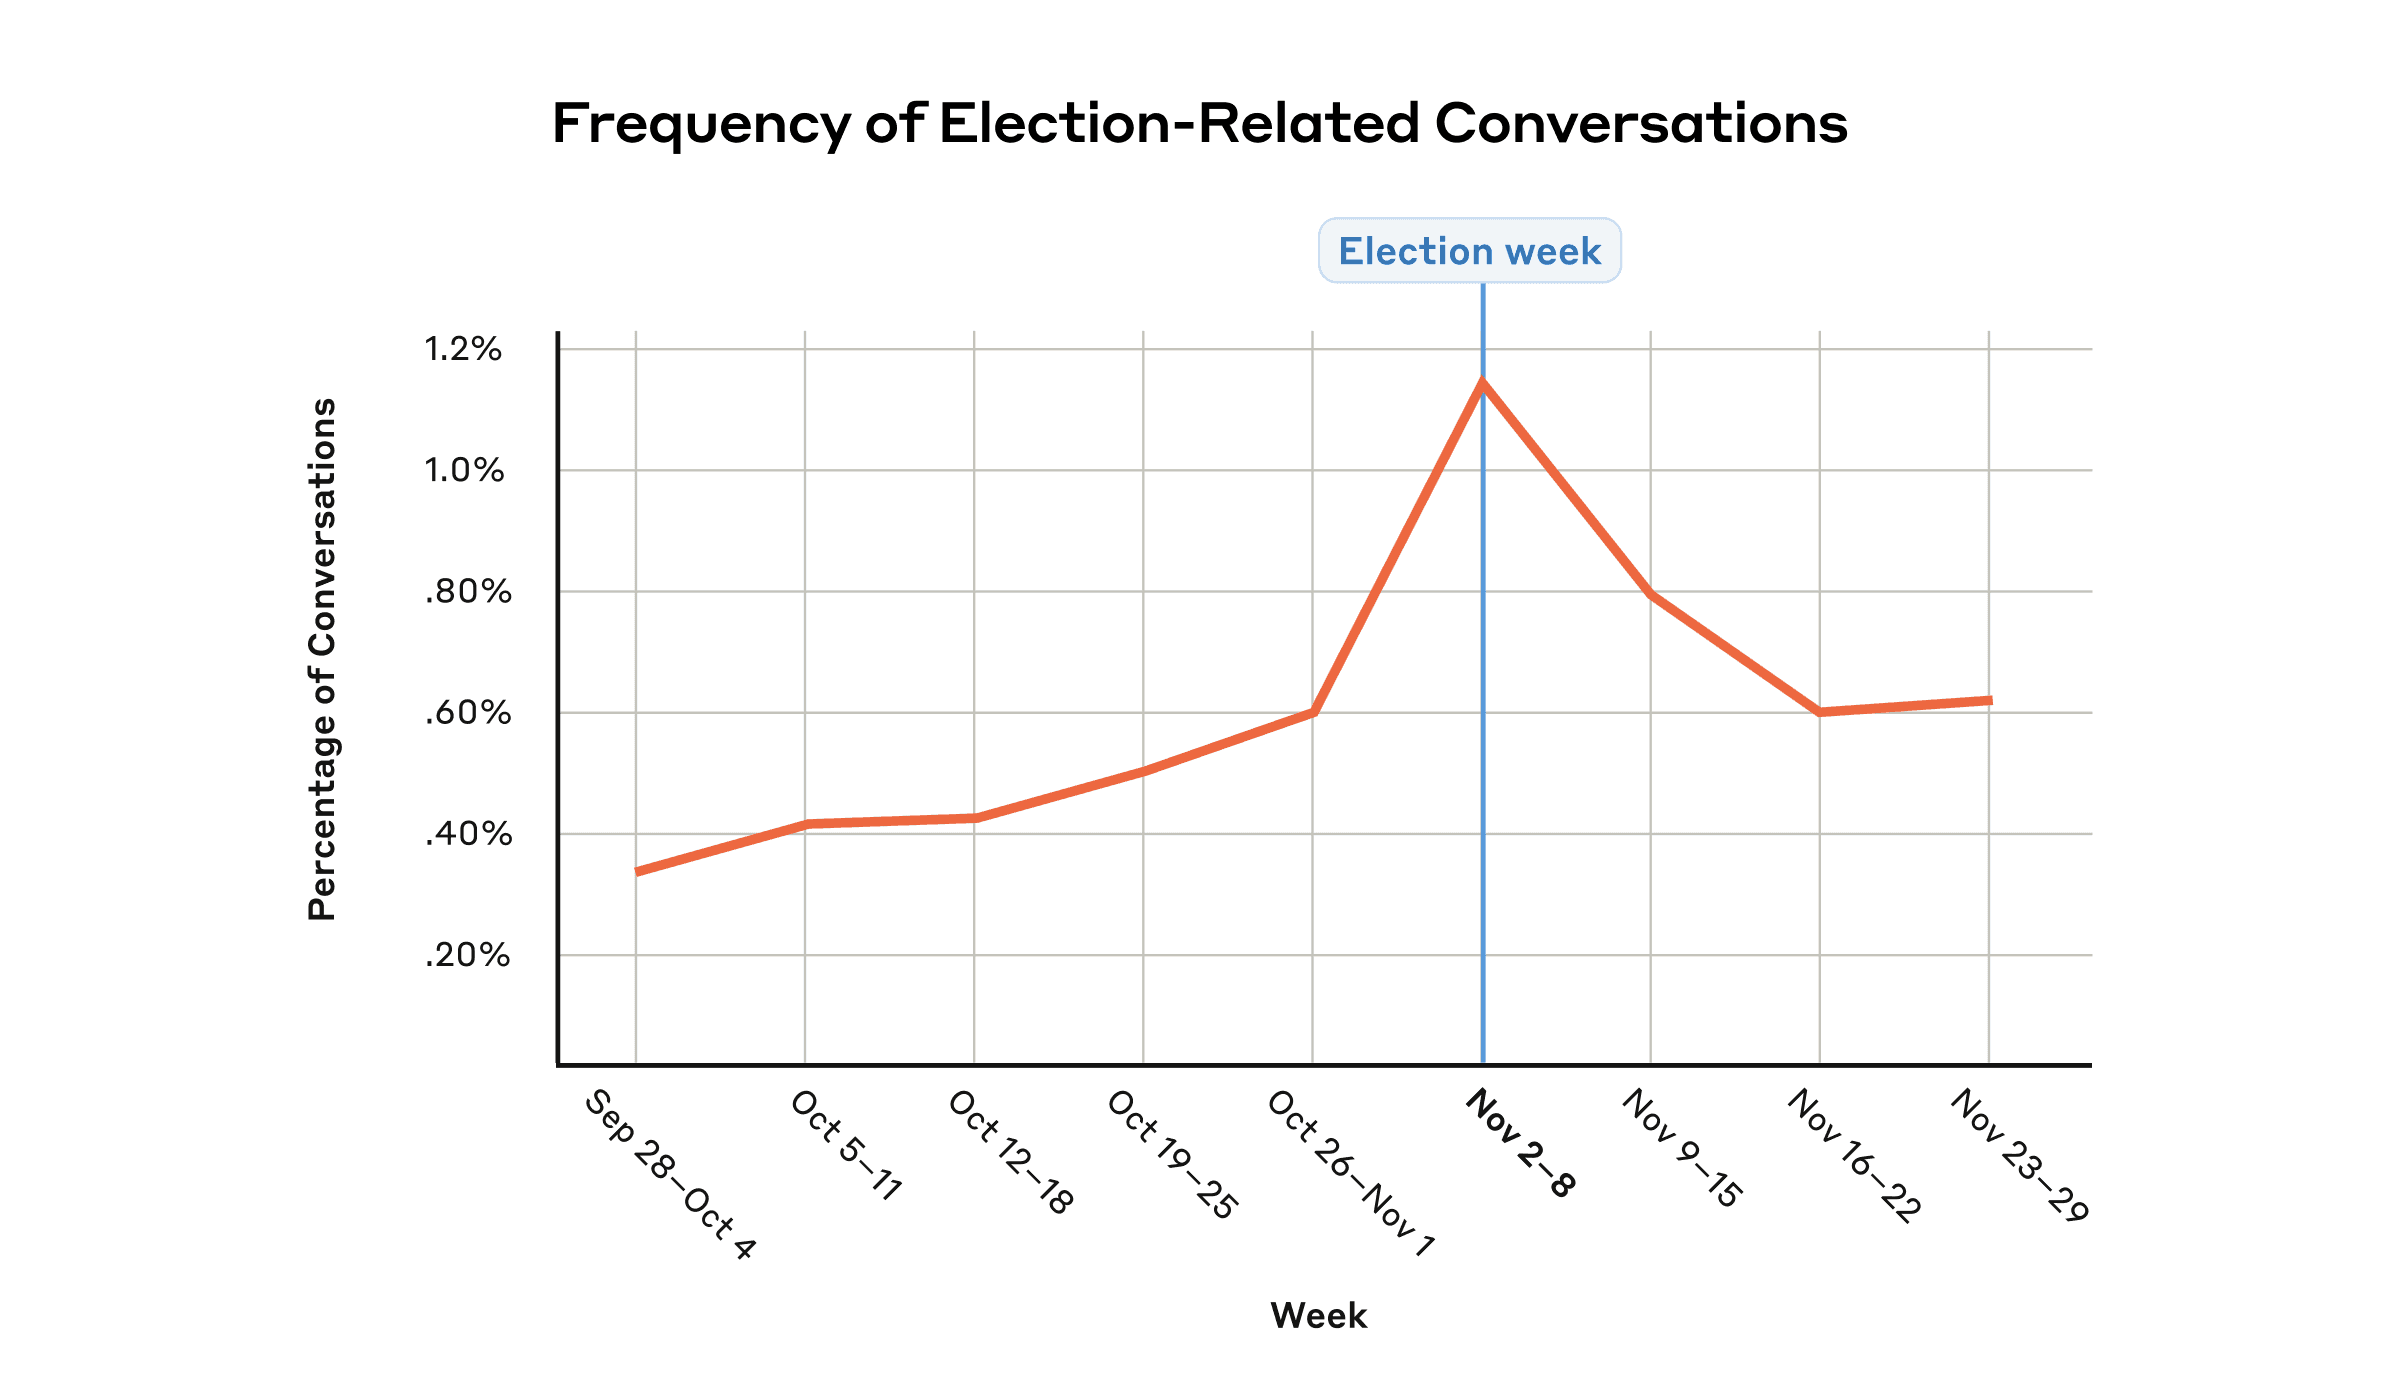 Frequency of Election-Related Conversations
Election week
Percentage of Conversations
1.2%
1.0%
.80%
.60%
.40%
.20%
Sep 28–Oct 4
Oct 5–11
Oct 12–18
Oct 19–25
Oct 26–Nov 1
Nov 2–8
Nov 9–15
Nov 16–22
Nov 23–29
Week